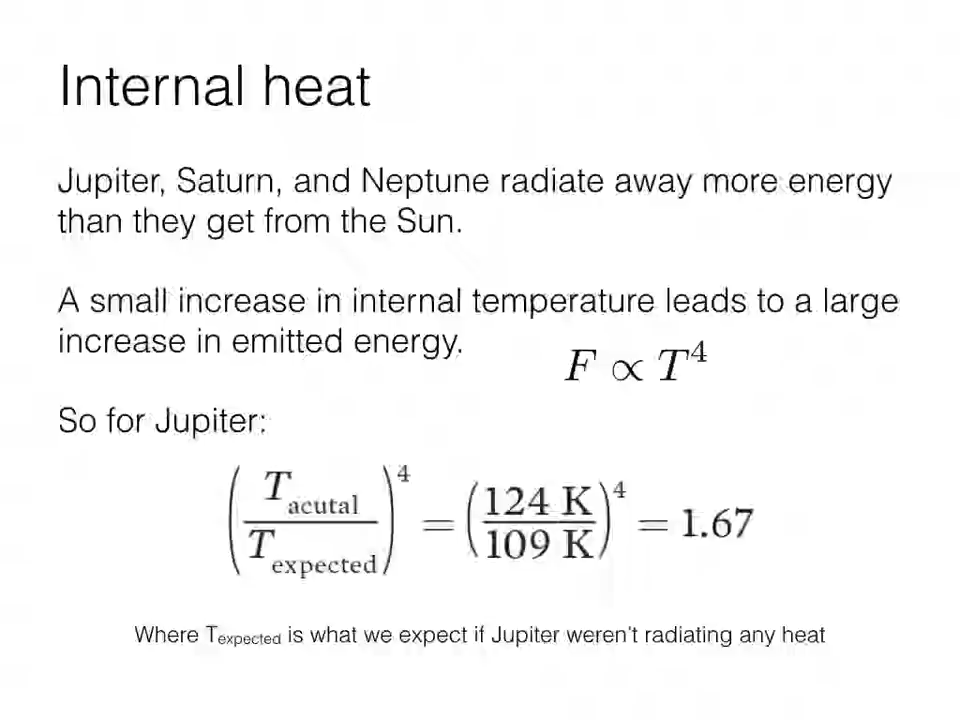 Internal heat
Jupiter, Saturn, and Neptune radiate away more energy
than they get from the Sun.
A small increase in internal temperature leads to a large
increase in emitted energy.
F ∝ T⁴
So for Jupiter:
(T_acutal / T_expected)⁴ = (124 K / 109 K)⁴ = 1.67
Where T_expected is what we expect if Jupiter weren't radiating any heat